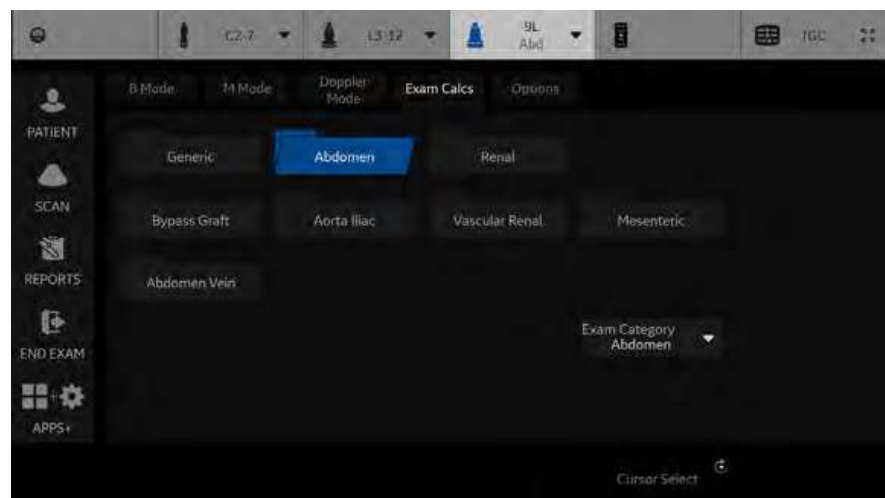 C2-7
L3-12
9L
Abd
TGC
PATIENT
SCAN
REPORTS
END EXAM
APPS+
B Mode
M Mode
Doppler
Mode
Exam Calcs
Options
Generic
Abdomen
Renal
Bypass Graft
Aorta Iliac
Vascular Renal
Mesenteric
Abdomen Vein
Exam Category
Abdomen
Cursor Select